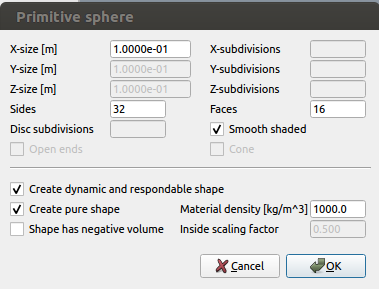 Primitive sphere
X-size [m] 1.0000e-01 X-subdivisions
Y-size [m] 1.0000e-01 Y-subdivisions
Z-size [m] 1.0000e-01 Z-subdivisions
Sides 32 Faces 16
Disc subdivisions Smooth shaded
Open ends Cone
Create dynamic and respondable shape
Create pure shape Material density [kg/m^3] 1000.0
Shape has negative volume Inside scaling factor 0.500
Cancel OK